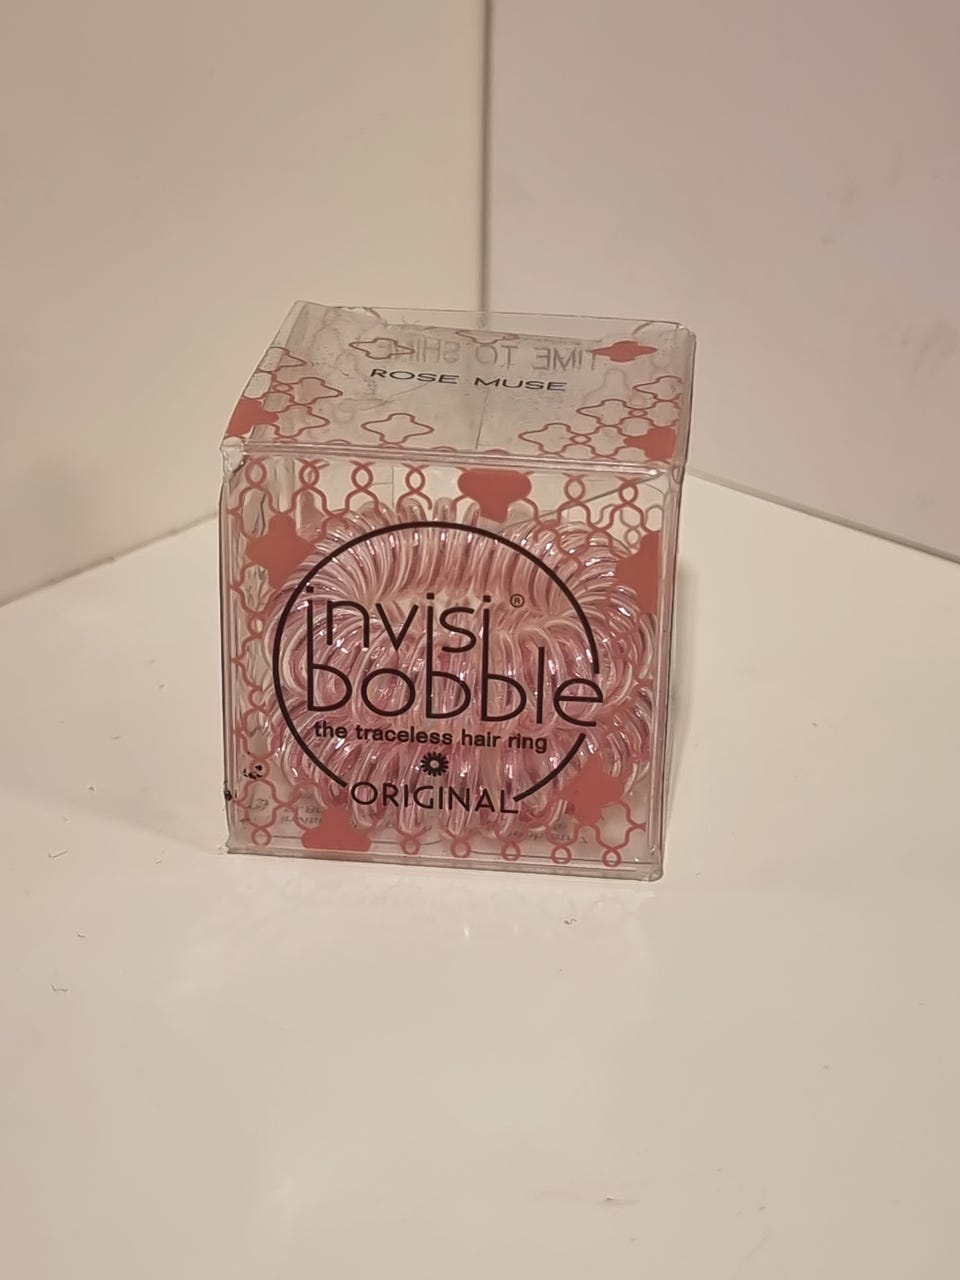 TIME TO SHINE
ROSE MUSE
invisi®
bobble
the traceless hair ring
ORIGINAL